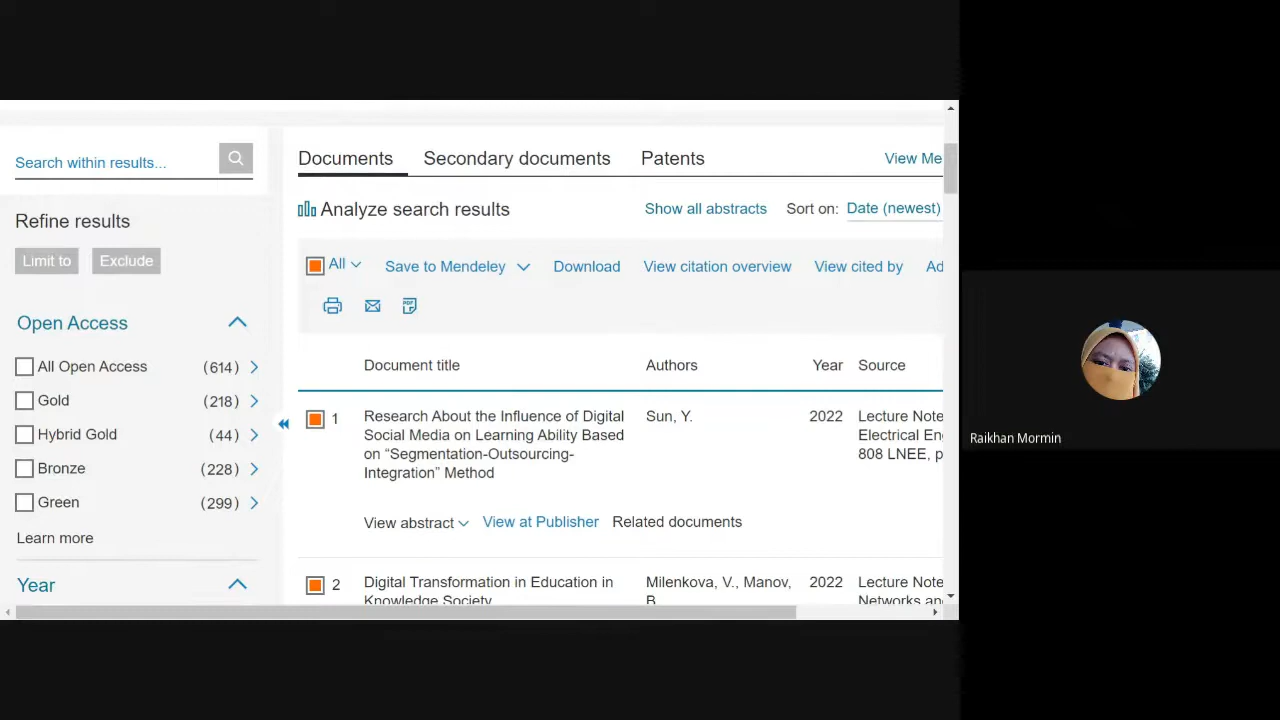 Search within results...
Refine results
Limit to Exclude
Open Access
All Open Access (614)
Gold (218)
Hybrid Gold (44)
Bronze (228)
Green (299)
Learn more
Year
Documents Secondary documents Patents View Me
Analyze search results Show all abstracts Sort on: Date (newest)
All Save to Mendeley Download View citation overview View cited by Ad
PDF
Document title Authors Year Source
1 Research About the Influence of Digital Sun, Y. 2022 Lecture Note
Social Media on Learning Ability Based Electrical En
on “Segmentation-Outsourcing- 808 LNEE, p
Integration” Method
View abstract View at Publisher Related documents
2 Digital Transformation in Education in Milenkova, V., Manov, 2022 Lecture Note
Knowledge Society B. Networks an
Raikhan Mormin